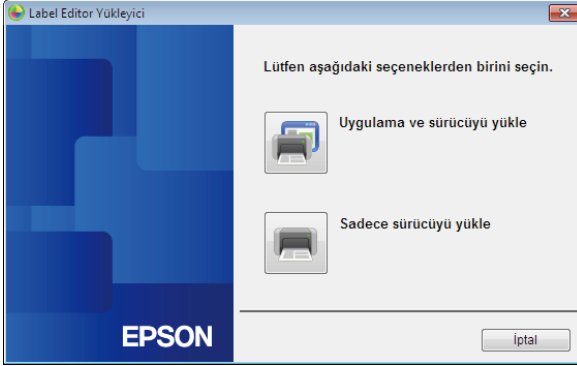 Label Editor Yükleyici
Lütfen aşağıdaki seçeneklerden birini seçin.
Uygulama ve sürücüyü yükle
Sadece sürücüyü yükle
EPSON
İptal